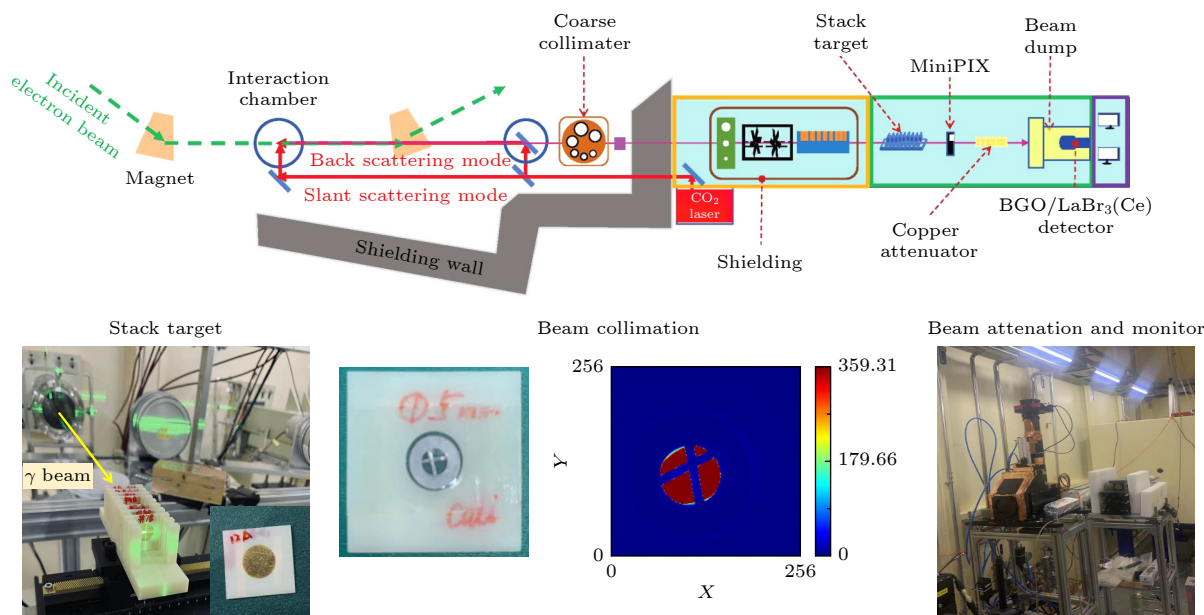 Coarse
collimater
Stack
target
Beam
dump
MiniPIX
Interaction
chamber
Incident
electron beam
Magnet
Back scattering mode
Slant scattering mode
CO₂
laser
Shielding wall
Shielding
Copper
attenuator
BGO/LaBr₃(Ce)
detector
Stack target
Beam collimation
Beam attenation and monitor
γ beam
256
Y
0
0
X
256
359.31
179.66
0